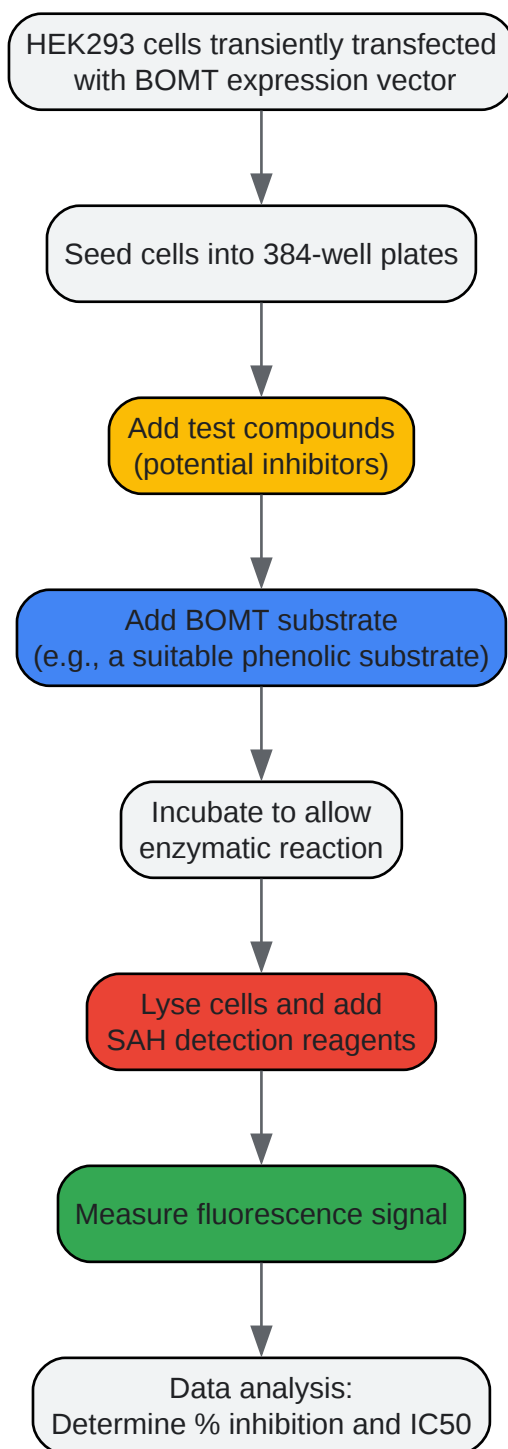 HEK293 cells transiently transfected
with BOMT expression vector
Seed cells into 384-well plates
Add test compounds
(potential inhibitors)
Add BOMT substrate
(e.g., a suitable phenolic substrate)
Incubate to allow
enzymatic reaction
Lyse cells and add
SAH detection reagents
Measure fluorescence signal
Data analysis:
Determine % inhibition and IC50